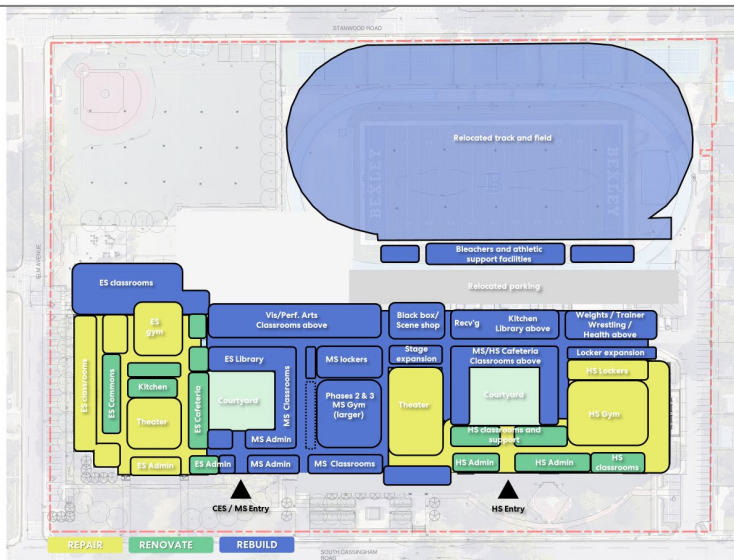 STANWOOD ROAD
Relocated track and field
BEXLEY
BEXLEY
ELM AVENUE
Bleachers and athletic
support facilities
ES classrooms
Relocated parking
ES
gym
Vis/Perf. Arts
Classrooms above
Black box/
Scene shop
Recv'g
Kitchen
Library above
Weights / Trainer
Wrestling /
Health above
ES classrooms
ES Commons
Kitchen
Theater
ES Cafeteria
ES Library
Courtyard
MS Classrooms
MS lockers
Phases 2 & 3
MS Gym
(larger)
Stage
expansion
Theater
MS/HS Cafeteria
Classrooms above
Courtyard
Locker expansion
HS Lockers
HS Gym
HS classrooms and
support
MS Admin
ES Admin
ES Admin
MS Admin
MS Classrooms
HS Admin
HS Admin
HS
classrooms
CES / MS Entry
HS Entry
REPAIR
RENOVATE
REBUILD
SOUTH CASSINGHAM
ROAD